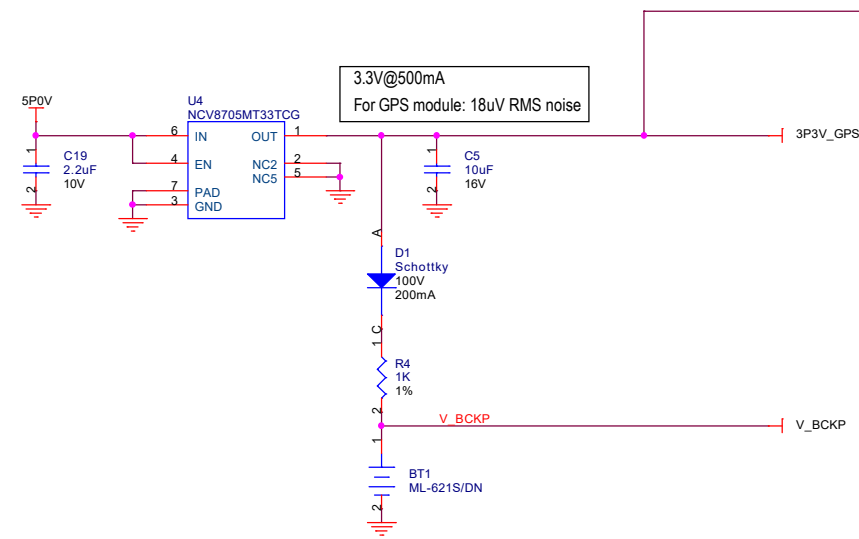 3.3V@500mA
For GPS module: 18uV RMS noise
5P0V
U4
NCV8705MT33TCG
6 IN OUT 1
4 EN NC2 2
NC5 5
7 PAD
3 GND
3P3V_GPS
1
C19
2.2uF
10V
2
1
C5
10uF
16V
2
A
D1
Schottky
100V
200mA
C
1
R4
1K
1%
2
V_BCKP
V_BCKP
1
BT1
ML-621S/DN
2